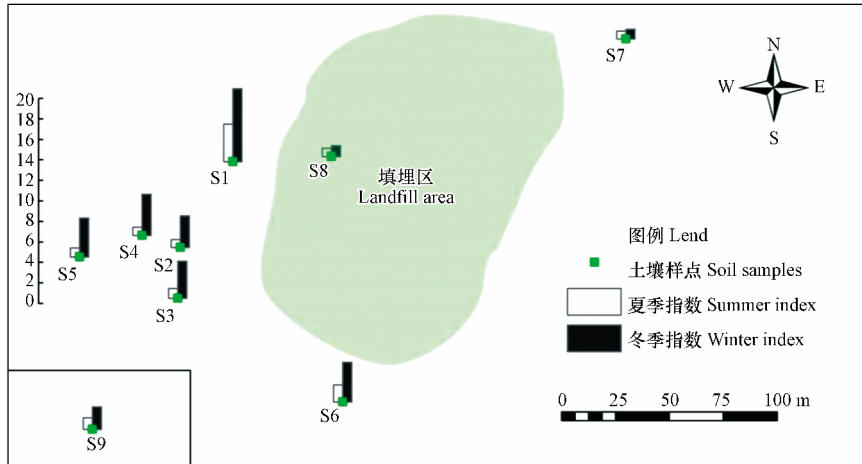 N
W
E
S
20
18
16
14
12
10
8
6
4
2
0
S7
S1
S8
填埋区
Landfill area
S4
S2
S5
S3
S6
S9
图例 Lend
土壤样点 Soil samples
夏季指数 Summer index
冬季指数 Winter index
0 25 50 75 100 m